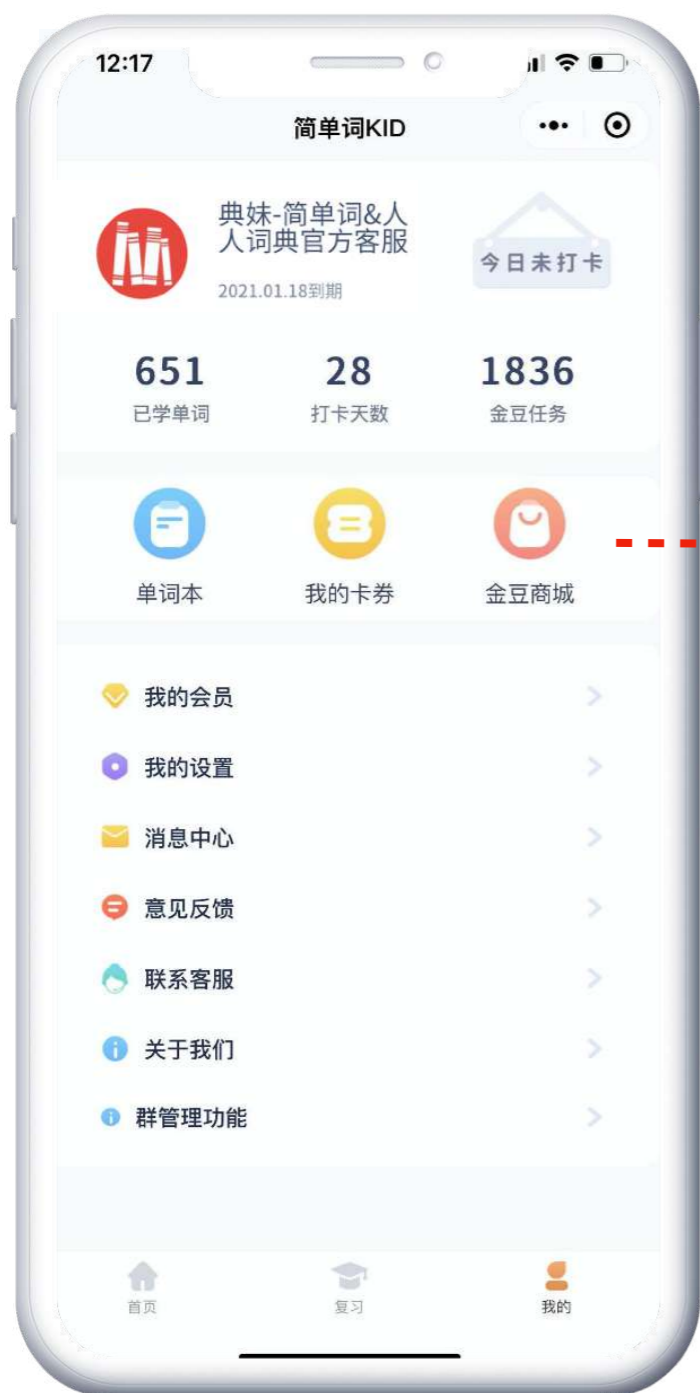 12:17
简单词KID
典妹-简单词&人
人词典官方客服
2021.01.18到期
今日未打卡
651
28
1836
已学单词
打卡天数
金豆任务
单词本
我的卡券
金豆商城
我的会员
我的设置
消息中心
意见反馈
联系客服
关于我们
群管理功能
首页
复习
我的